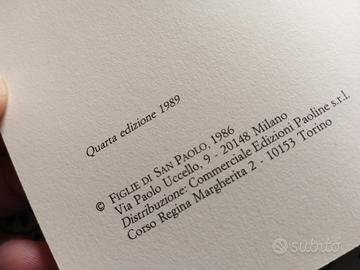 Quarta edizione 1989
© FIGLIE DI SAN PAOLO, 1986
Via Paolo Uccello, 9 - 20148 Milano
Distribuzione: Commerciale Edizioni Paoline s.r.l.
Corso Regina Margherita 2 - 10153 Torino
subito